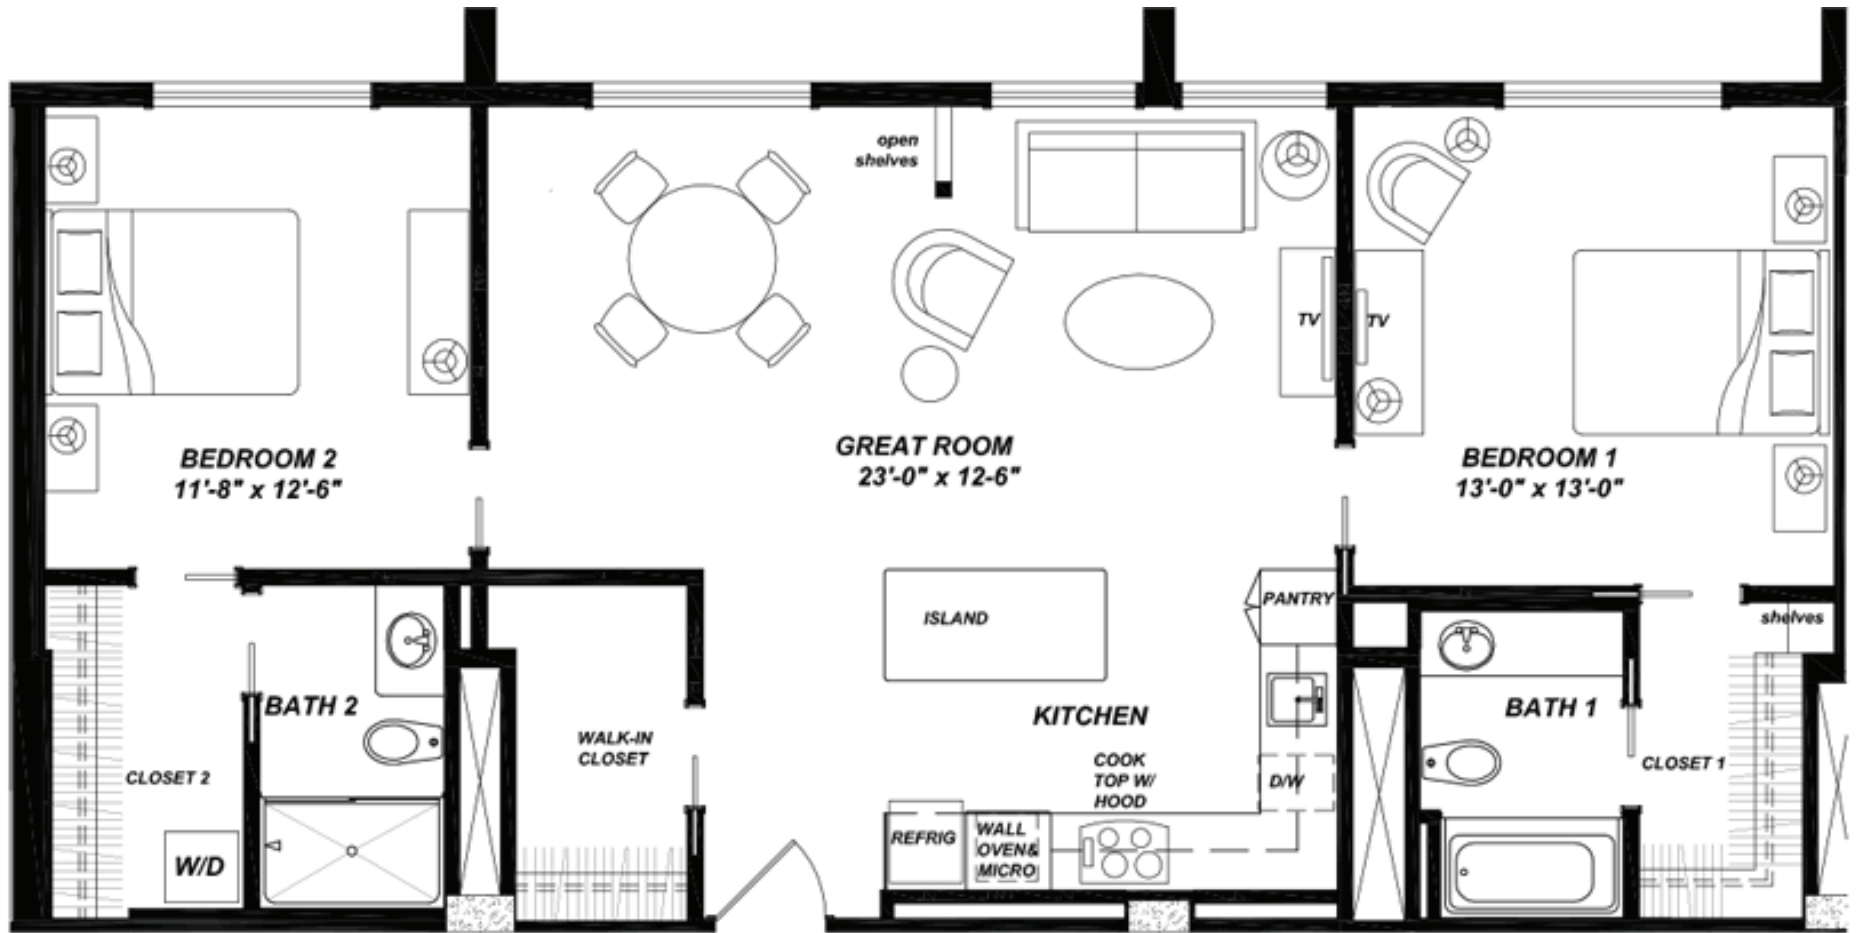 open
shelves
TV
TV
BEDROOM 2
11'-8" x 12'-6"
GREAT ROOM
23'-0" x 12-6"
BEDROOM 1
13'-0" x 13'-0"
ISLAND
PANTRY
shelves
BATH 2
KITCHEN
BATH 1
WALK-IN
CLOSET
CLOSET 2
COOK
TOP W/
HOOD
D/W
CLOSET 1
W/D
REFRIG
WALL
OVEN&
MICRO